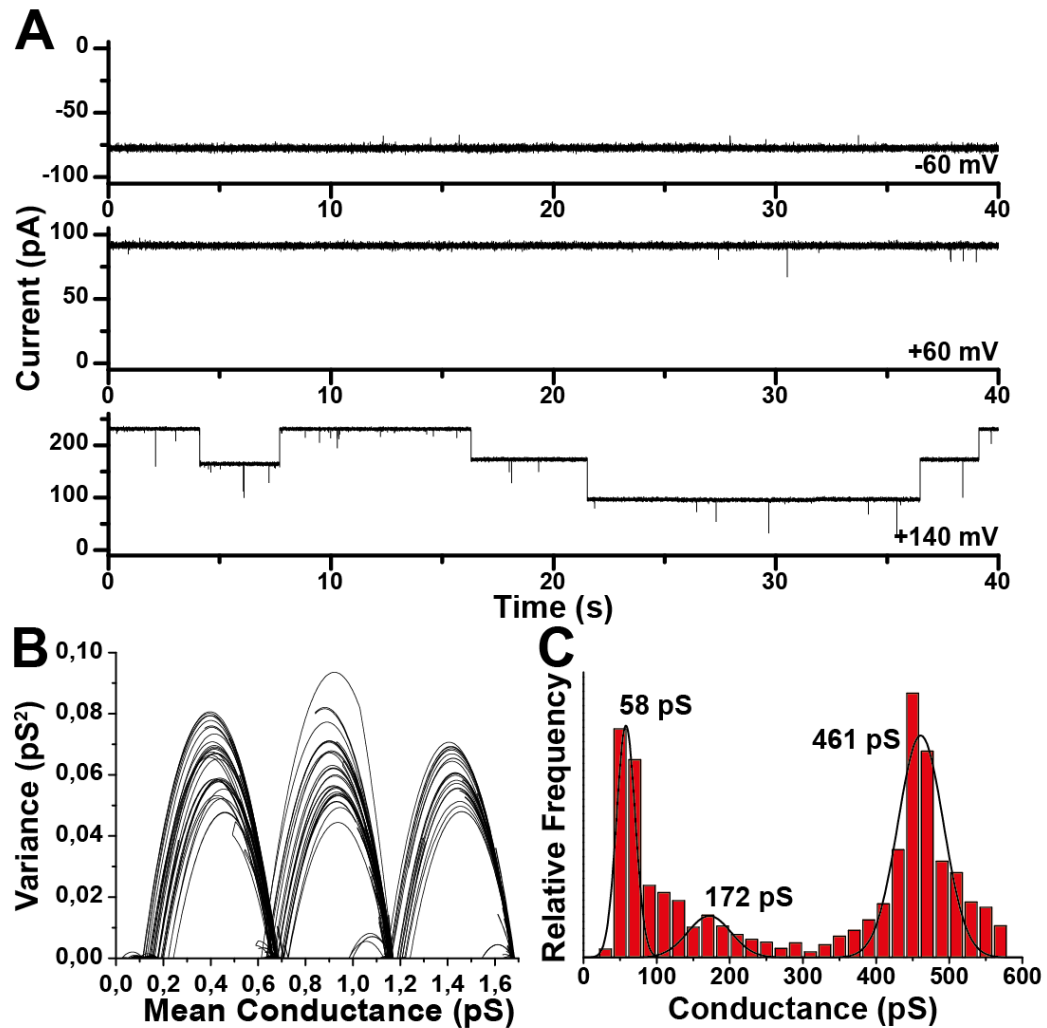 A
0
-50
-100
-60 mV
0 10 20 30 40
Current (pA)
100
50
0
+60 mV
0 10 20 30 40
200
100
0
+140 mV
0 10 20 30 40
Time (s)
B
0,10
0,08
0,06
0,04
0,02
0,00
Variance (pS²)
0,0 0,2 0,4 0,6 0,8 1,0 1,2 1,4 1,6
Mean Conductance (pS)
C
Relative Frequency
58 pS
461 pS
172 pS
0 100 200 300 400 500 600
Conductance (pS)